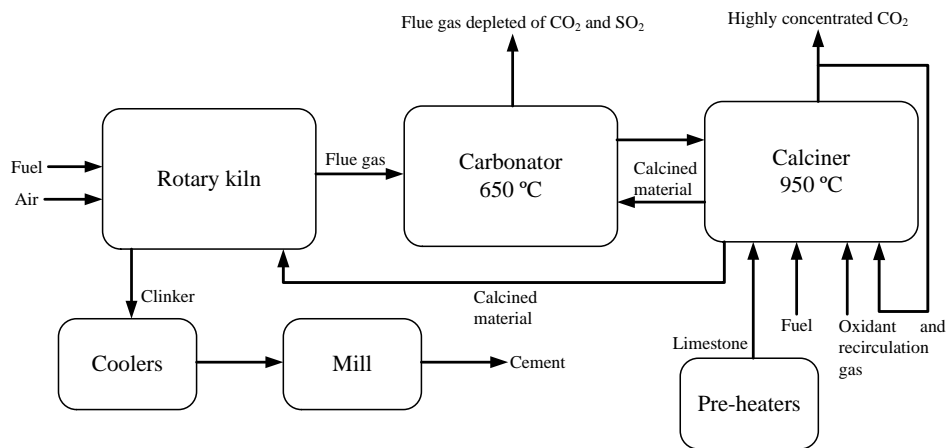 Flue gas depleted of CO₂ and SO₂
Highly concentrated CO₂
Fuel
Air
Rotary kiln
Flue gas
Carbonator
650 ºC
Calcined
material
Calciner
950 ºC
Clinker
Calcined
material
Limestone
Fuel
Oxidant and
recirculation
gas
Coolers
Mill
Cement
Pre-heaters